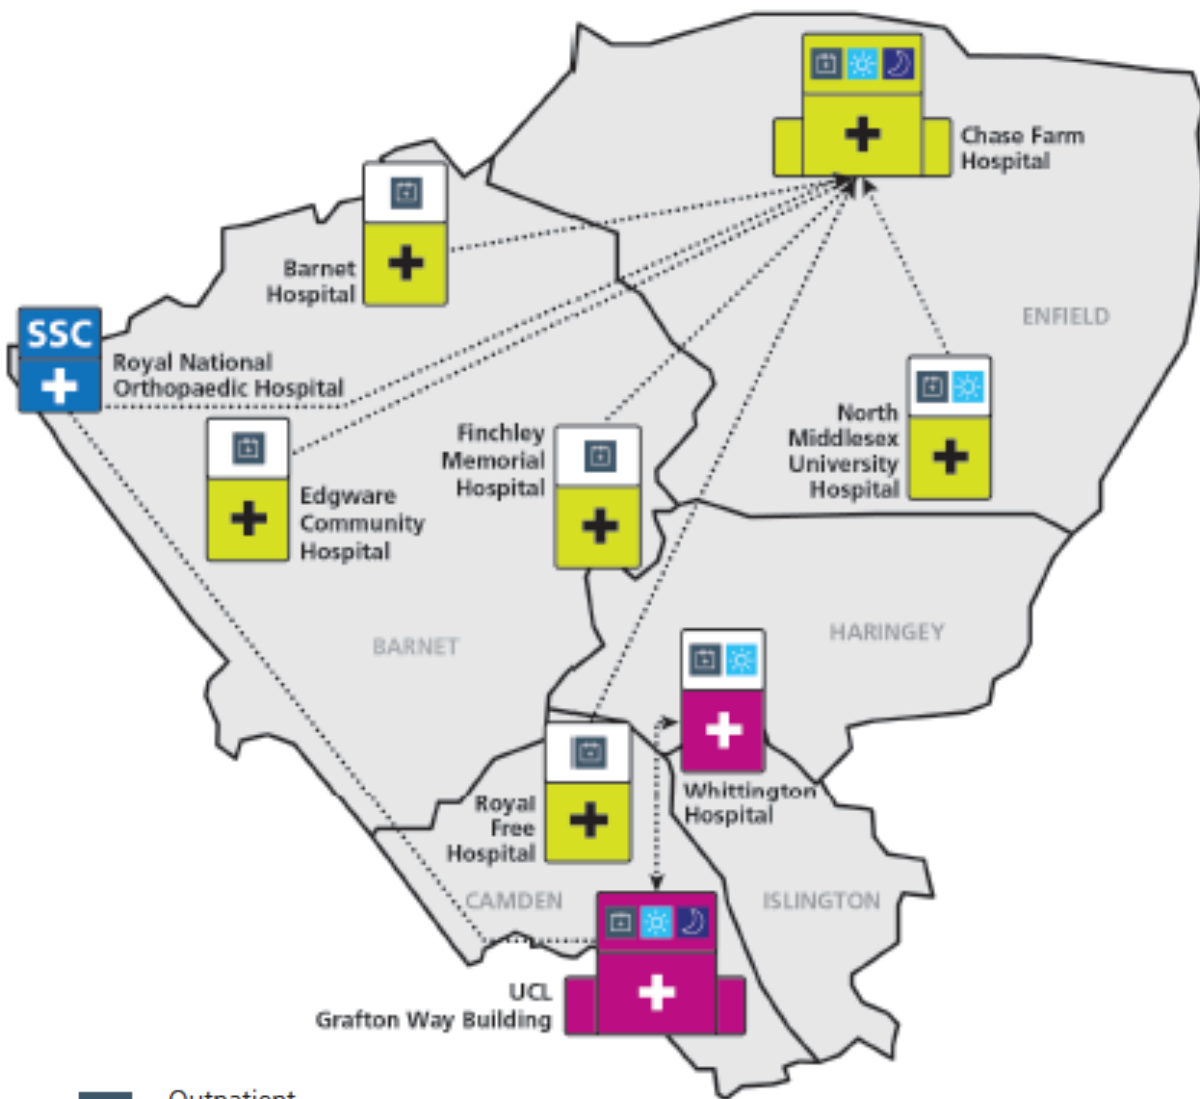 Chase Farm
Hospital
Barnet
Hospital
ENFIELD
SSC
Royal National
Orthopaedic Hospital
North
Middlesex
University
Hospital
Finchley
Memorial
Hospital
Edgware
Community
Hospital
BARNET
HARINGEY
Whittington
Hospital
Royal
Free
Hospital
CAMDEN
ISLINGTON
UCL
Grafton Way Building
Outpatient